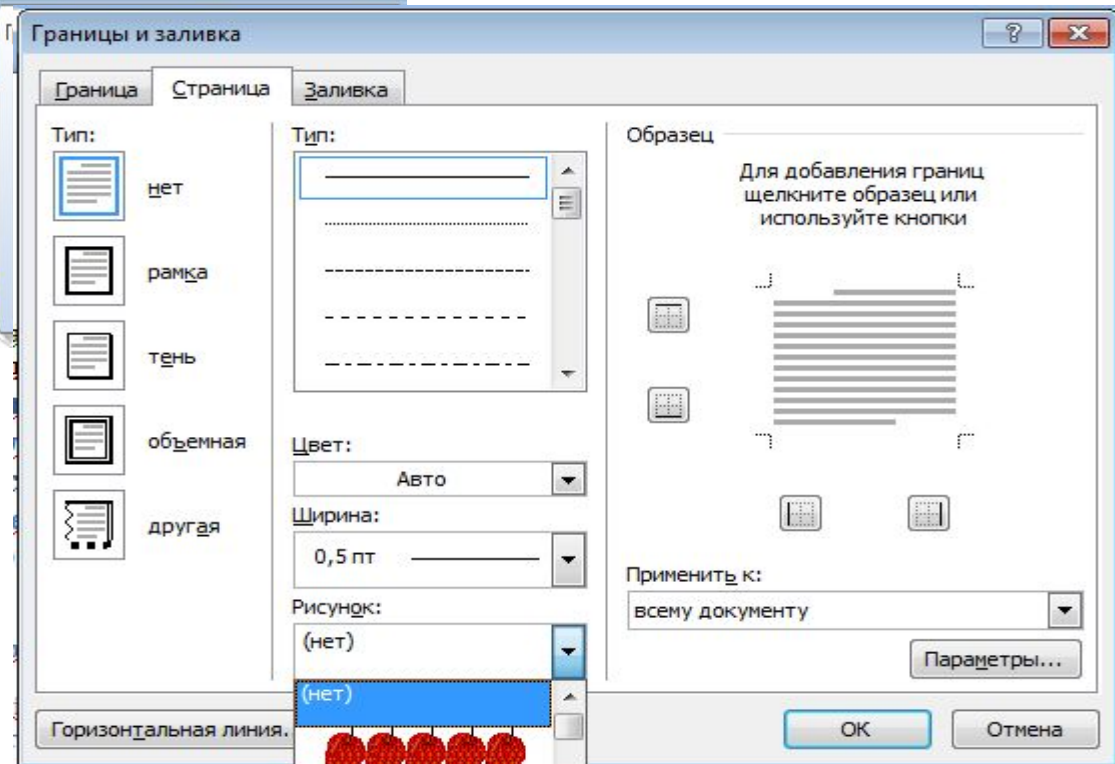 Границы и заливка
Граница
Страница
Заливка
Тип:
нет
рамка
тень
объемная
другая
Тип:
Цвет:
Авто
Ширина:
0,5 пт
Рисунок:
(нет)
(нет)
Образец
Для добавления границ
щелкните образец или
используйте кнопки
Применить к:
всему документу
Параметры...
Горизонтальная линия..
ОК
Отмена